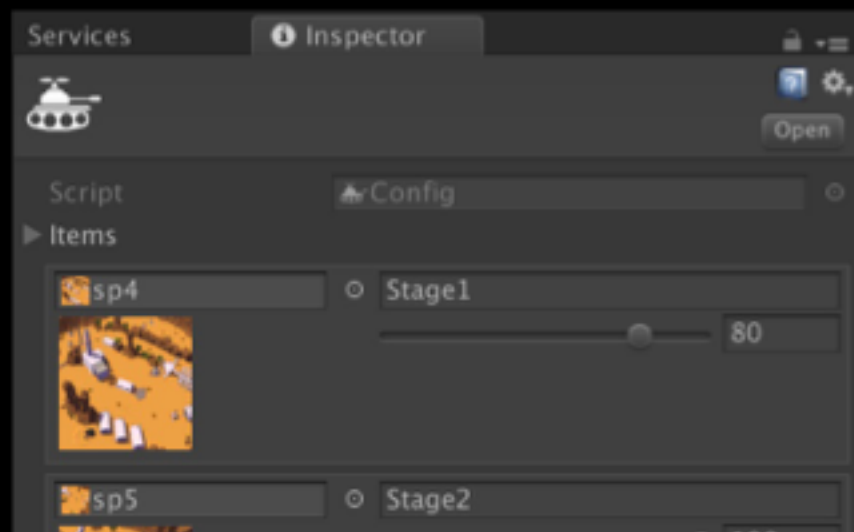 Services Inspector
Open
Script Config
Items
sp4 Stage1
80
sp5 Stage2